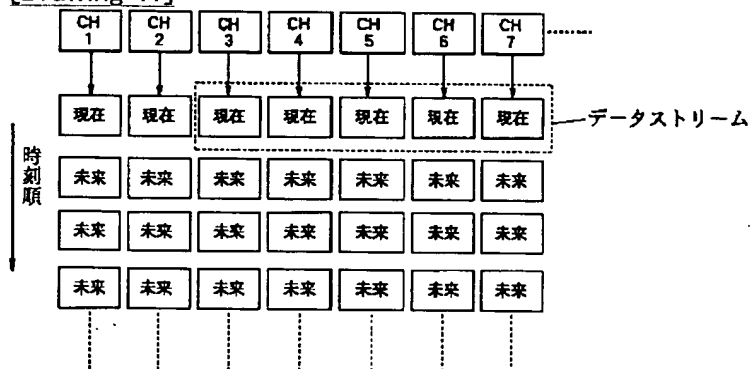 CH 1 CH 2 CH 3 CH 4 CH 5 CH 6 CH 7
現在 現在 現在 現在 現在 現在 現在 データストリーム
時刻順
未来 未来 未来 未来 未来 未来 未来
未来 未来 未来 未来 未来 未来 未来
未来 未来 未来 未来 未来 未来 未来